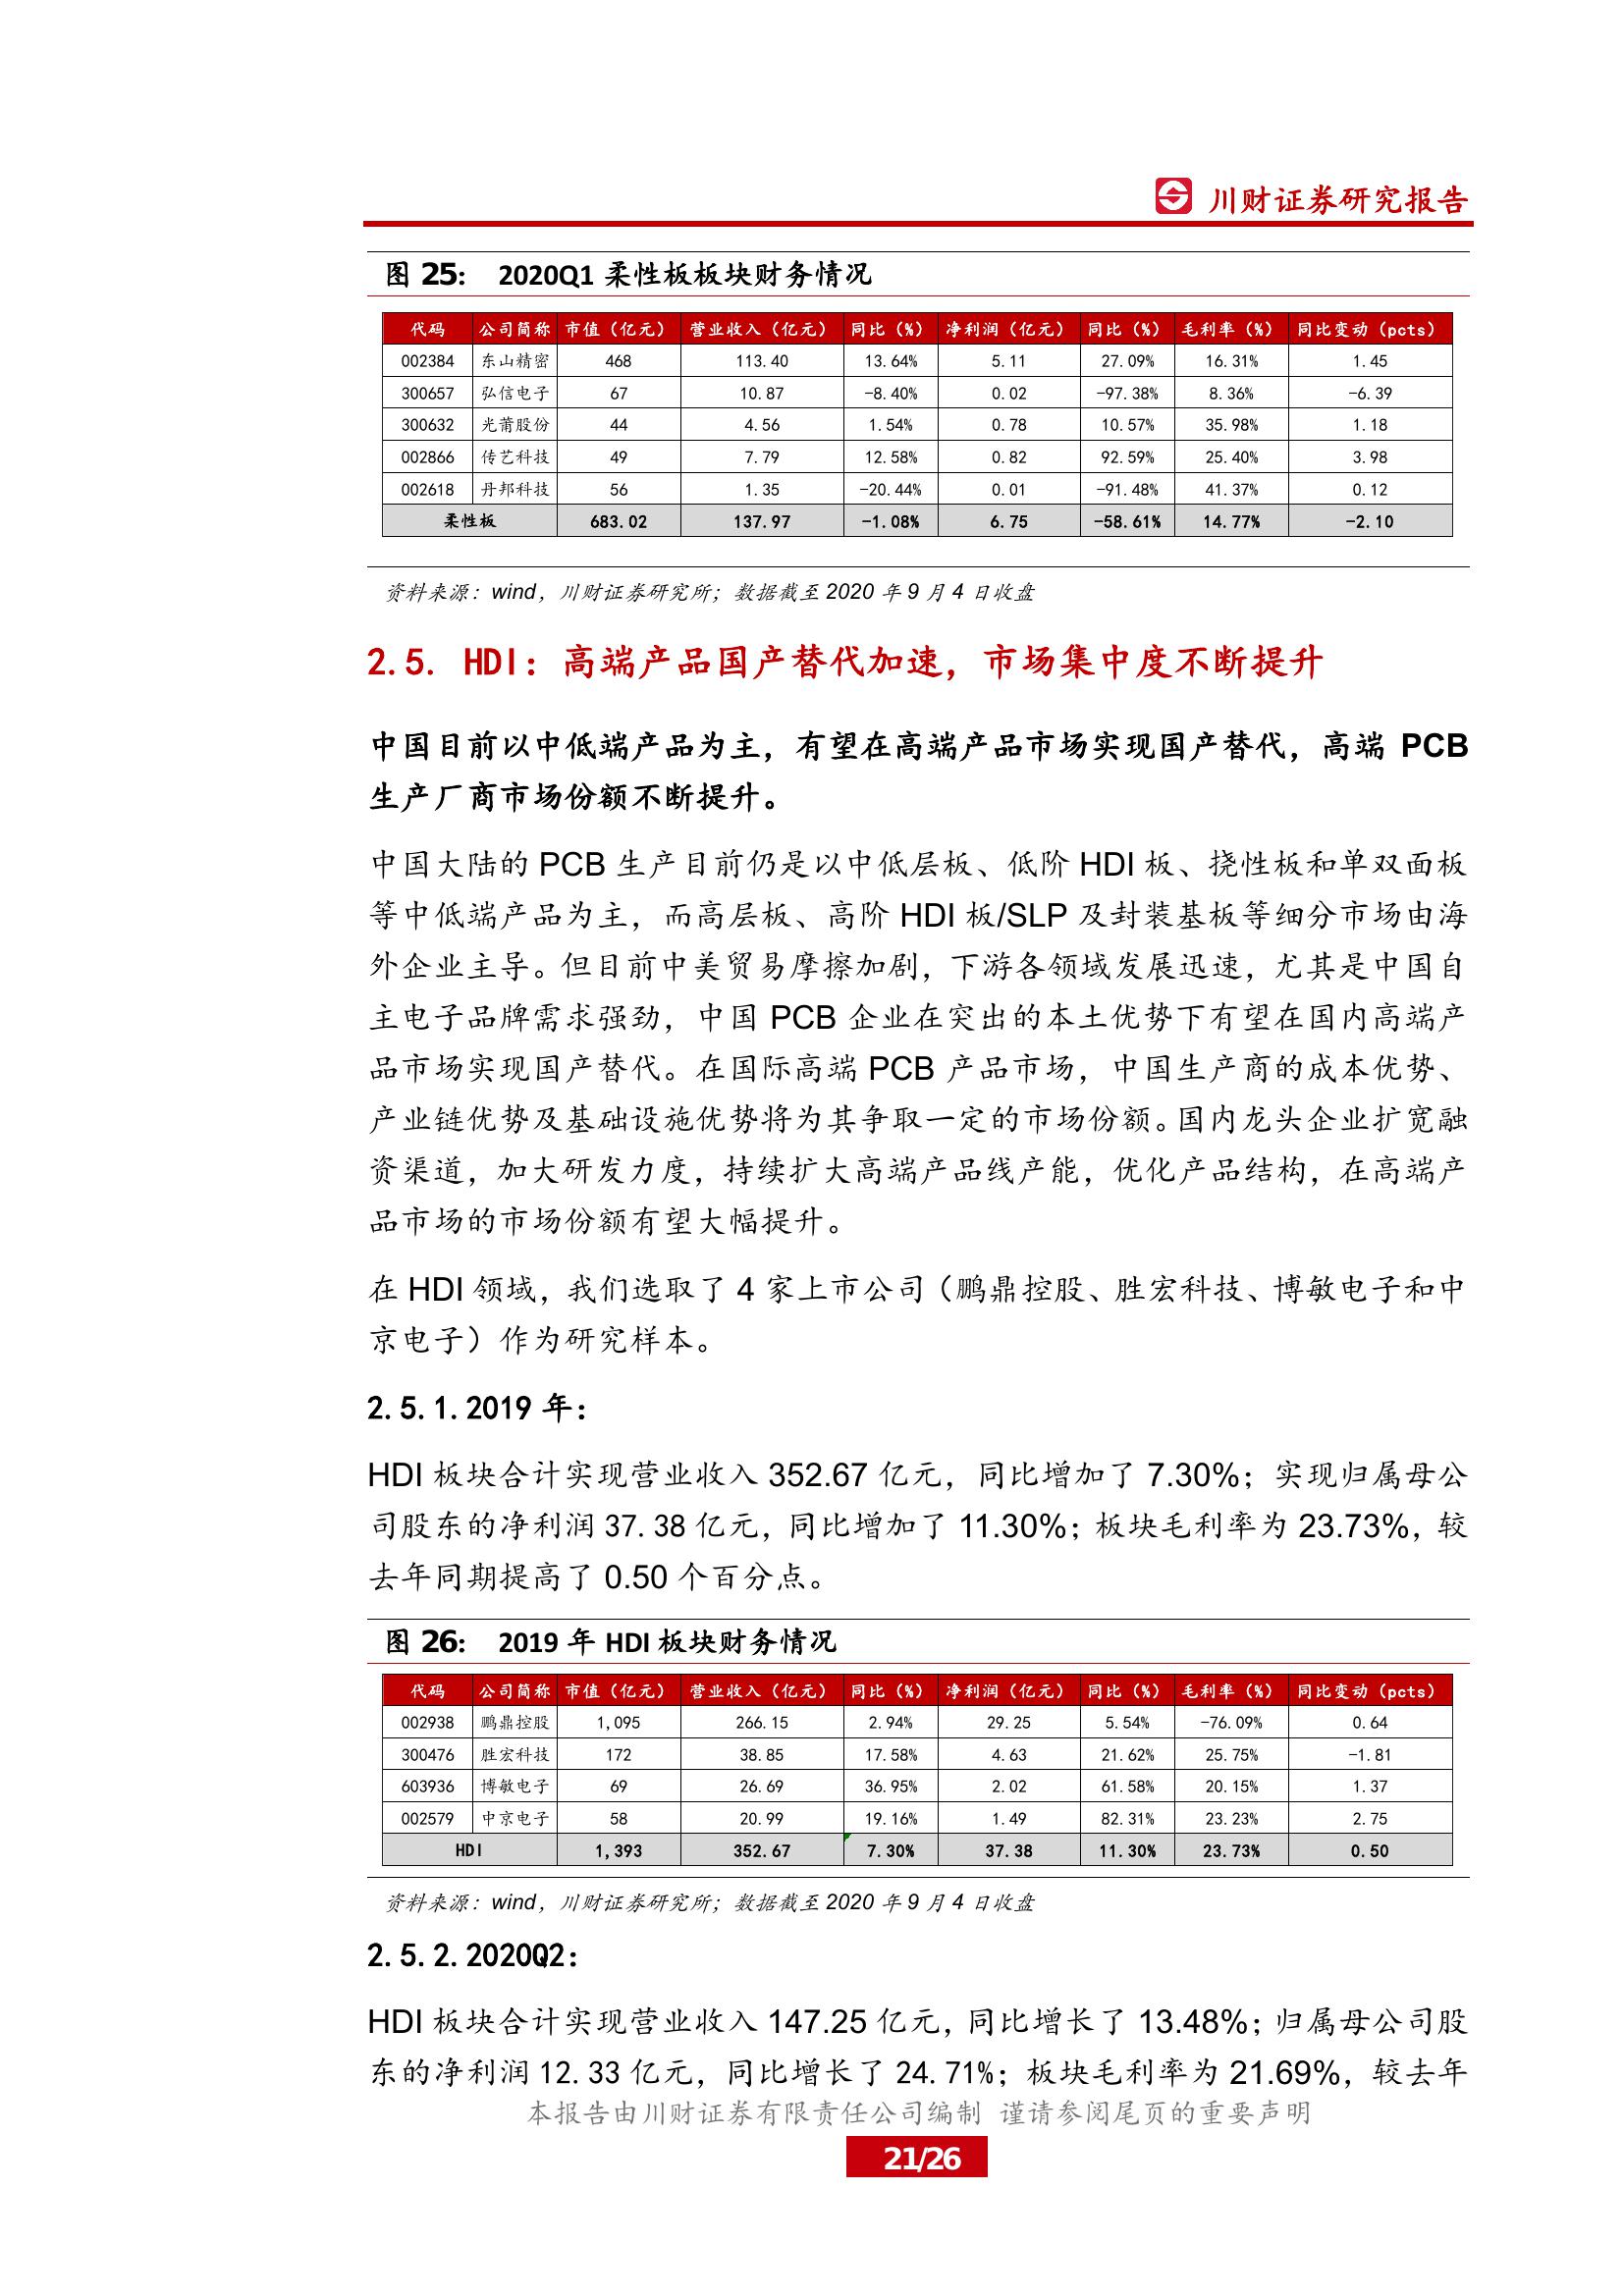 川财证券研究报告
图 25： 2020Q1 柔性板板块财务情况
代码 公司简称 市值（亿元） 营业收入（亿元） 同比（%） 净利润（亿元） 同比（%） 毛利率（%） 同比变动（pcts）
002384 东山精密 468 113.40 13.64% 5.11 27.09% 16.31% 1.45
300657 弘信电子 67 10.87 -8.40% 0.02 -97.38% 8.36% -6.39
300632 光莆股份 44 4.56 1.54% 0.78 10.57% 35.98% 1.18
002866 传艺科技 49 7.79 12.58% 0.82 92.59% 25.40% 3.98
002618 丹邦科技 56 1.35 -20.44% 0.01 -91.48% 41.37% 0.12
柔性板 683.02 137.97 -1.08% 6.75 -58.61% 14.77% -2.10
资料来源：wind，川财证券研究所；数据截至 2020 年 9 月 4 日收盘
2.5. HDI：高端产品国产替代加速，市场集中度不断提升
中国目前以中低端产品为主，有望在高端产品市场实现国产替代，高端 PCB
生产厂商市场份额不断提升。
中国大陆的 PCB 生产目前仍是以中低层板、低阶 HDI 板、挠性板和单双面板
等中低端产品为主，而高层板、高阶 HDI 板/SLP 及封装基板等细分市场由海
外企业主导。但目前中美贸易摩擦加剧，下游各领域发展迅速，尤其是中国自
主电子品牌需求强劲，中国 PCB 企业在突出的本土优势下有望在国内高端产
品市场实现国产替代。在国际高端 PCB 产品市场，中国生产商的成本优势、
产业链优势及基础设施优势将为其争取一定的市场份额。国内龙头企业扩宽融
资渠道，加大研发力度，持续扩大高端产品线产能，优化产品结构，在高端产
品市场的市场份额有望大幅提升。
在 HDI 领域，我们选取了 4 家上市公司（鹏鼎控股、胜宏科技、博敏电子和中
京电子）作为研究样本。
2.5.1.2019 年：
HDI 板块合计实现营业收入 352.67 亿元，同比增加了 7.30%；实现归属母公
司股东的净利润 37.38 亿元，同比增加了 11.30%；板块毛利率为 23.73%，较
去年同期提高了 0.50 个百分点。
图 26： 2019 年 HDI 板块财务情况
代码 公司简称 市值（亿元） 营业收入（亿元） 同比（%） 净利润（亿元） 同比（%） 毛利率（%） 同比变动（pcts）
002938 鹏鼎控股 1,095 266.15 2.94% 29.25 5.54% -76.09% 0.64
300476 胜宏科技 172 38.85 17.58% 4.63 21.62% 25.75% -1.81
603936 博敏电子 69 26.69 36.95% 2.02 61.58% 20.15% 1.37
002579 中京电子 58 20.99 19.16% 1.49 82.31% 23.23% 2.75
HDI 1,393 352.67 7.30% 37.38 11.30% 23.73% 0.50
资料来源：wind，川财证券研究所；数据截至 2020 年 9 月 4 日收盘
2.5.2.2020Q2：
HDI 板块合计实现营业收入 147.25 亿元，同比增长了 13.48%；归属母公司股
东的净利润 12.33 亿元，同比增长了 24.71%；板块毛利率为 21.69%，较去年
本报告由川财证券有限责任公司编制 谨请参阅尾页的重要声明
21/26